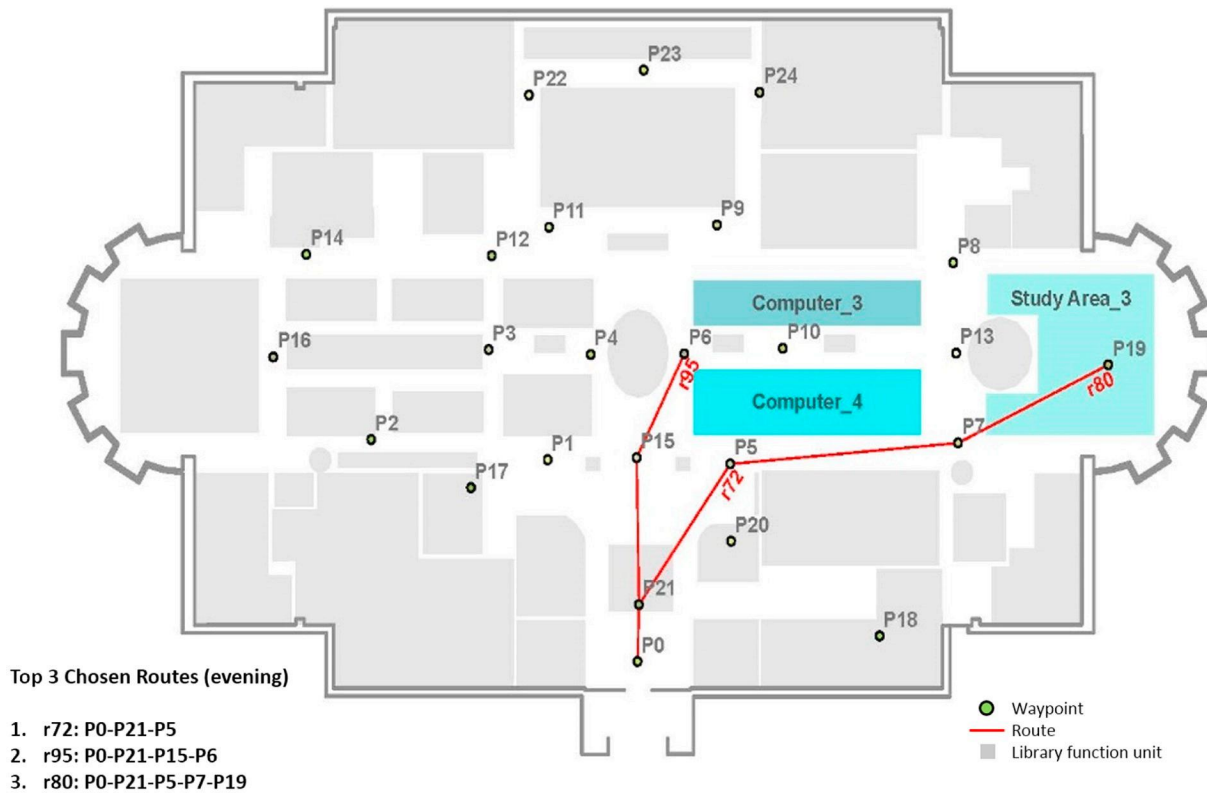 P23
P22
P24
P11
P9
P14
P12
P8
Computer_3
Study Area_3
P16
P3
P4
P6
P10
P13
P19
r95
r80
Computer_4
P2
P1
P15
P5
P7
P17
r72
P20
P21
P18
P0
Top 3 Chosen Routes (evening)
1. r72: P0-P21-P5
2. r95: P0-P21-P15-P6
3. r80: P0-P21-P5-P7-P19
Waypoint
Route
Library function unit